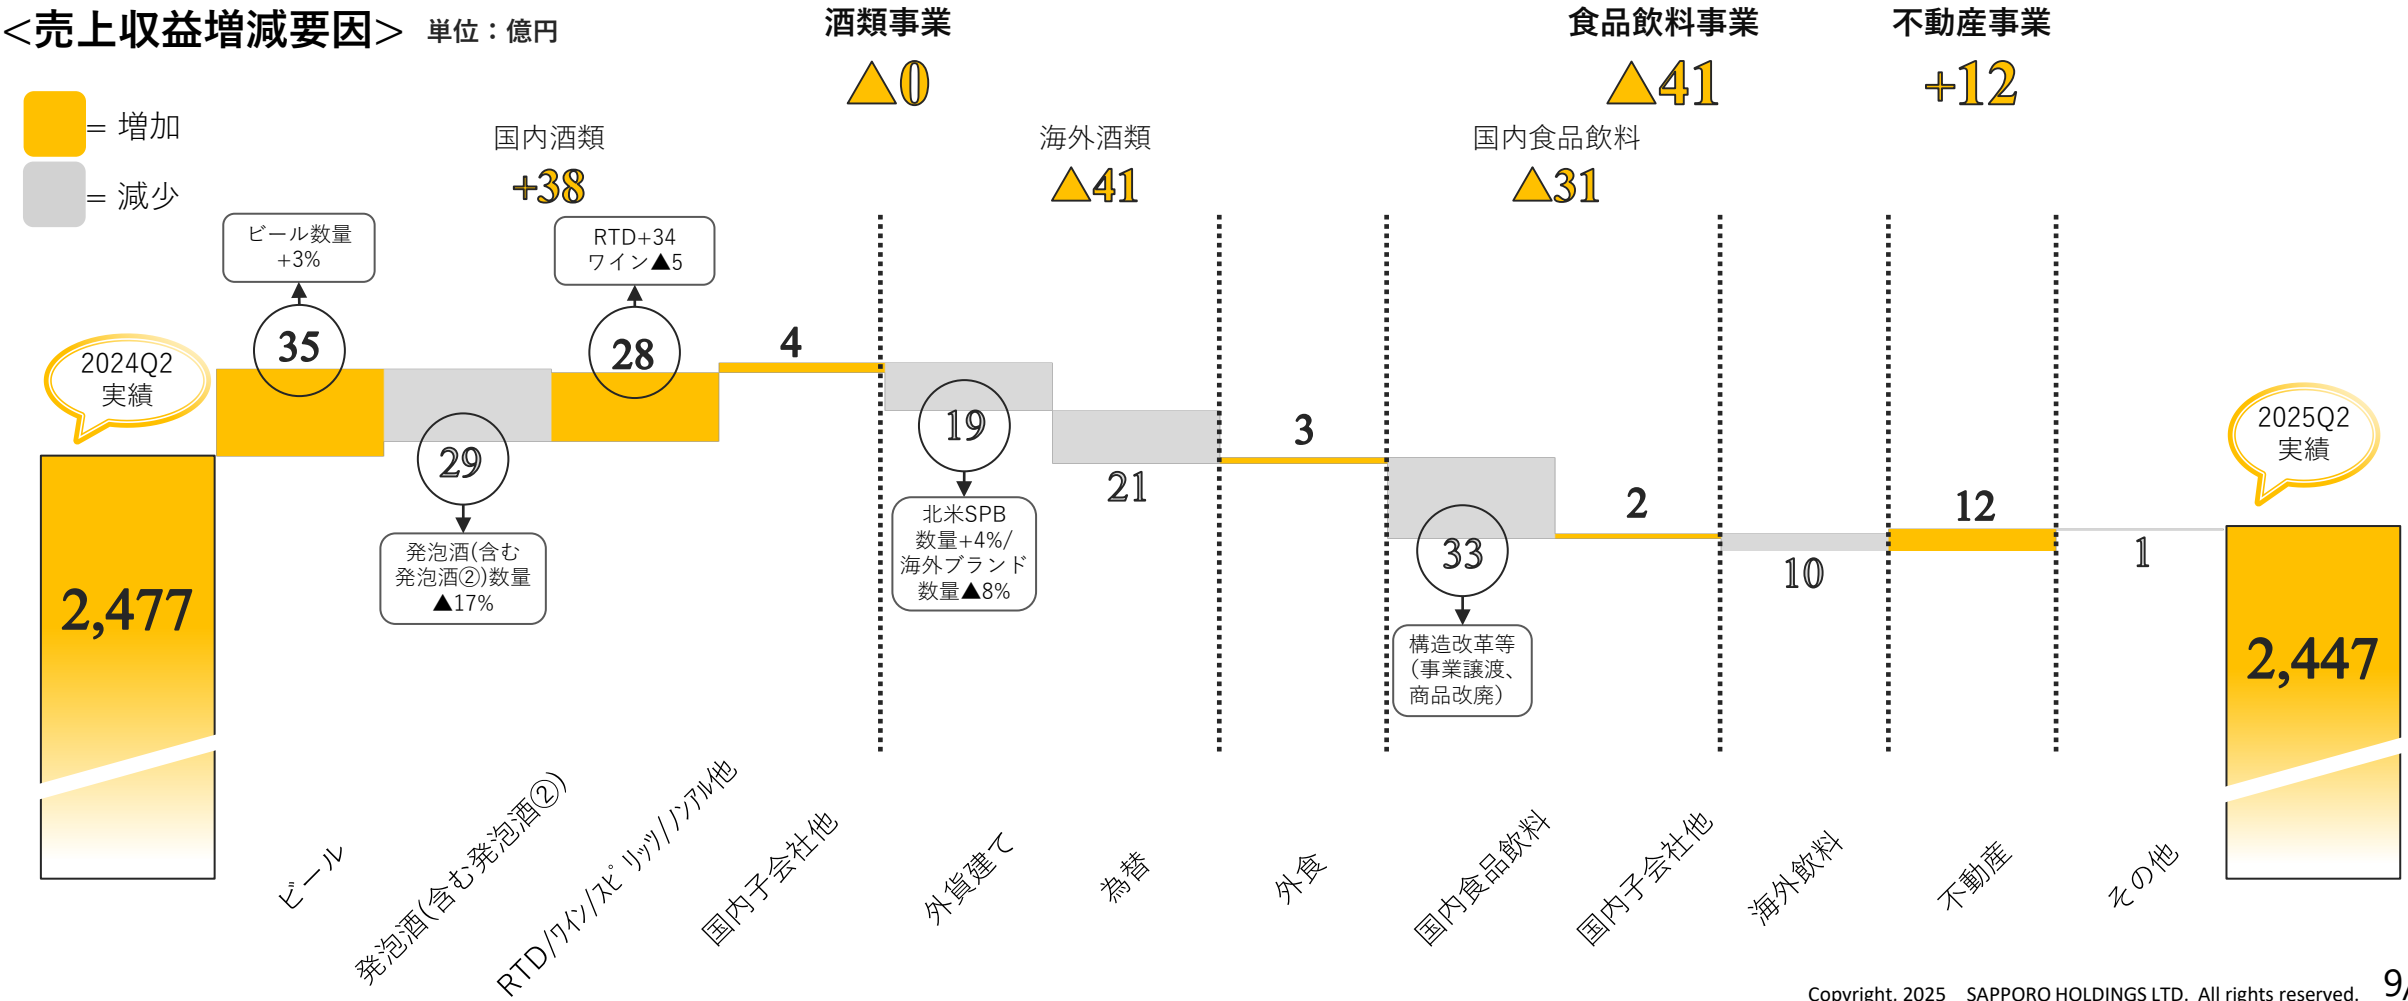 <売上収益増減要因> 単位：億円
酒類事業
▲0
食品飲料事業
▲41
不動産事業
+12
= 増加
= 減少
国内酒類
+38
海外酒類
▲41
国内食品飲料
▲31
ビール数量
+3%
RTD+34
ワイン▲5
35
28
4
2024Q2
実績
29
19
21
3
33
2
10
12
1
2025Q2
実績
発泡酒(含む
発泡酒②)数量
▲17%
北米SPB
数量+4%/
海外ブランド
数量▲8%
構造改革等
（事業譲渡、
商品改廃）
2,477
2,447
ビール
発泡酒(含む発泡酒②)
RTD/ﾜｲﾝ/ｽﾋﾟﾘｯﾂ/ﾉﾝｱﾙ他
国内子会社他
外貨建て
為替
外食
国内食品飲料
国内子会社他
海外飲料
不動産
その他
Copyright, 2025 SAPPORO HOLDINGS LTD. All rights reserved.
9/